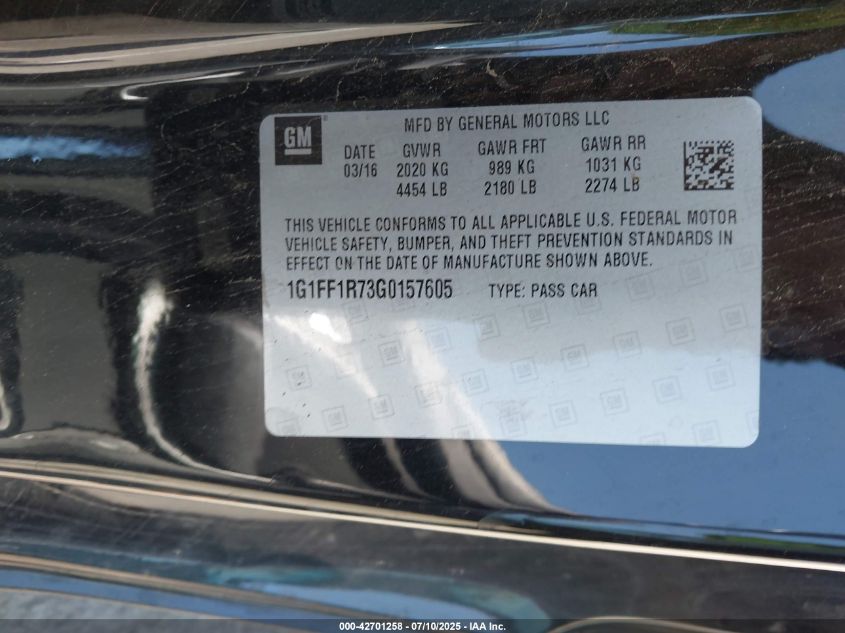 GM
MFD BY GENERAL MOTORS LLC
DATE GVWR GAWR FRT GAWR RR
03/16 2020 KG 989 KG 1031 KG
4454 LB 2180 LB 2274 LB
THIS VEHICLE CONFORMS TO ALL APPLICABLE U.S. FEDERAL MOTOR
VEHICLE SAFETY, BUMPER, AND THEFT PREVENTION STANDARDS IN
EFFECT ON THE DATE OF MANUFACTURE SHOWN ABOVE.
1G1FF1R73G0157605 TYPE: PASS CAR
000-42701258 - 07/10/2025 - IAA Inc.